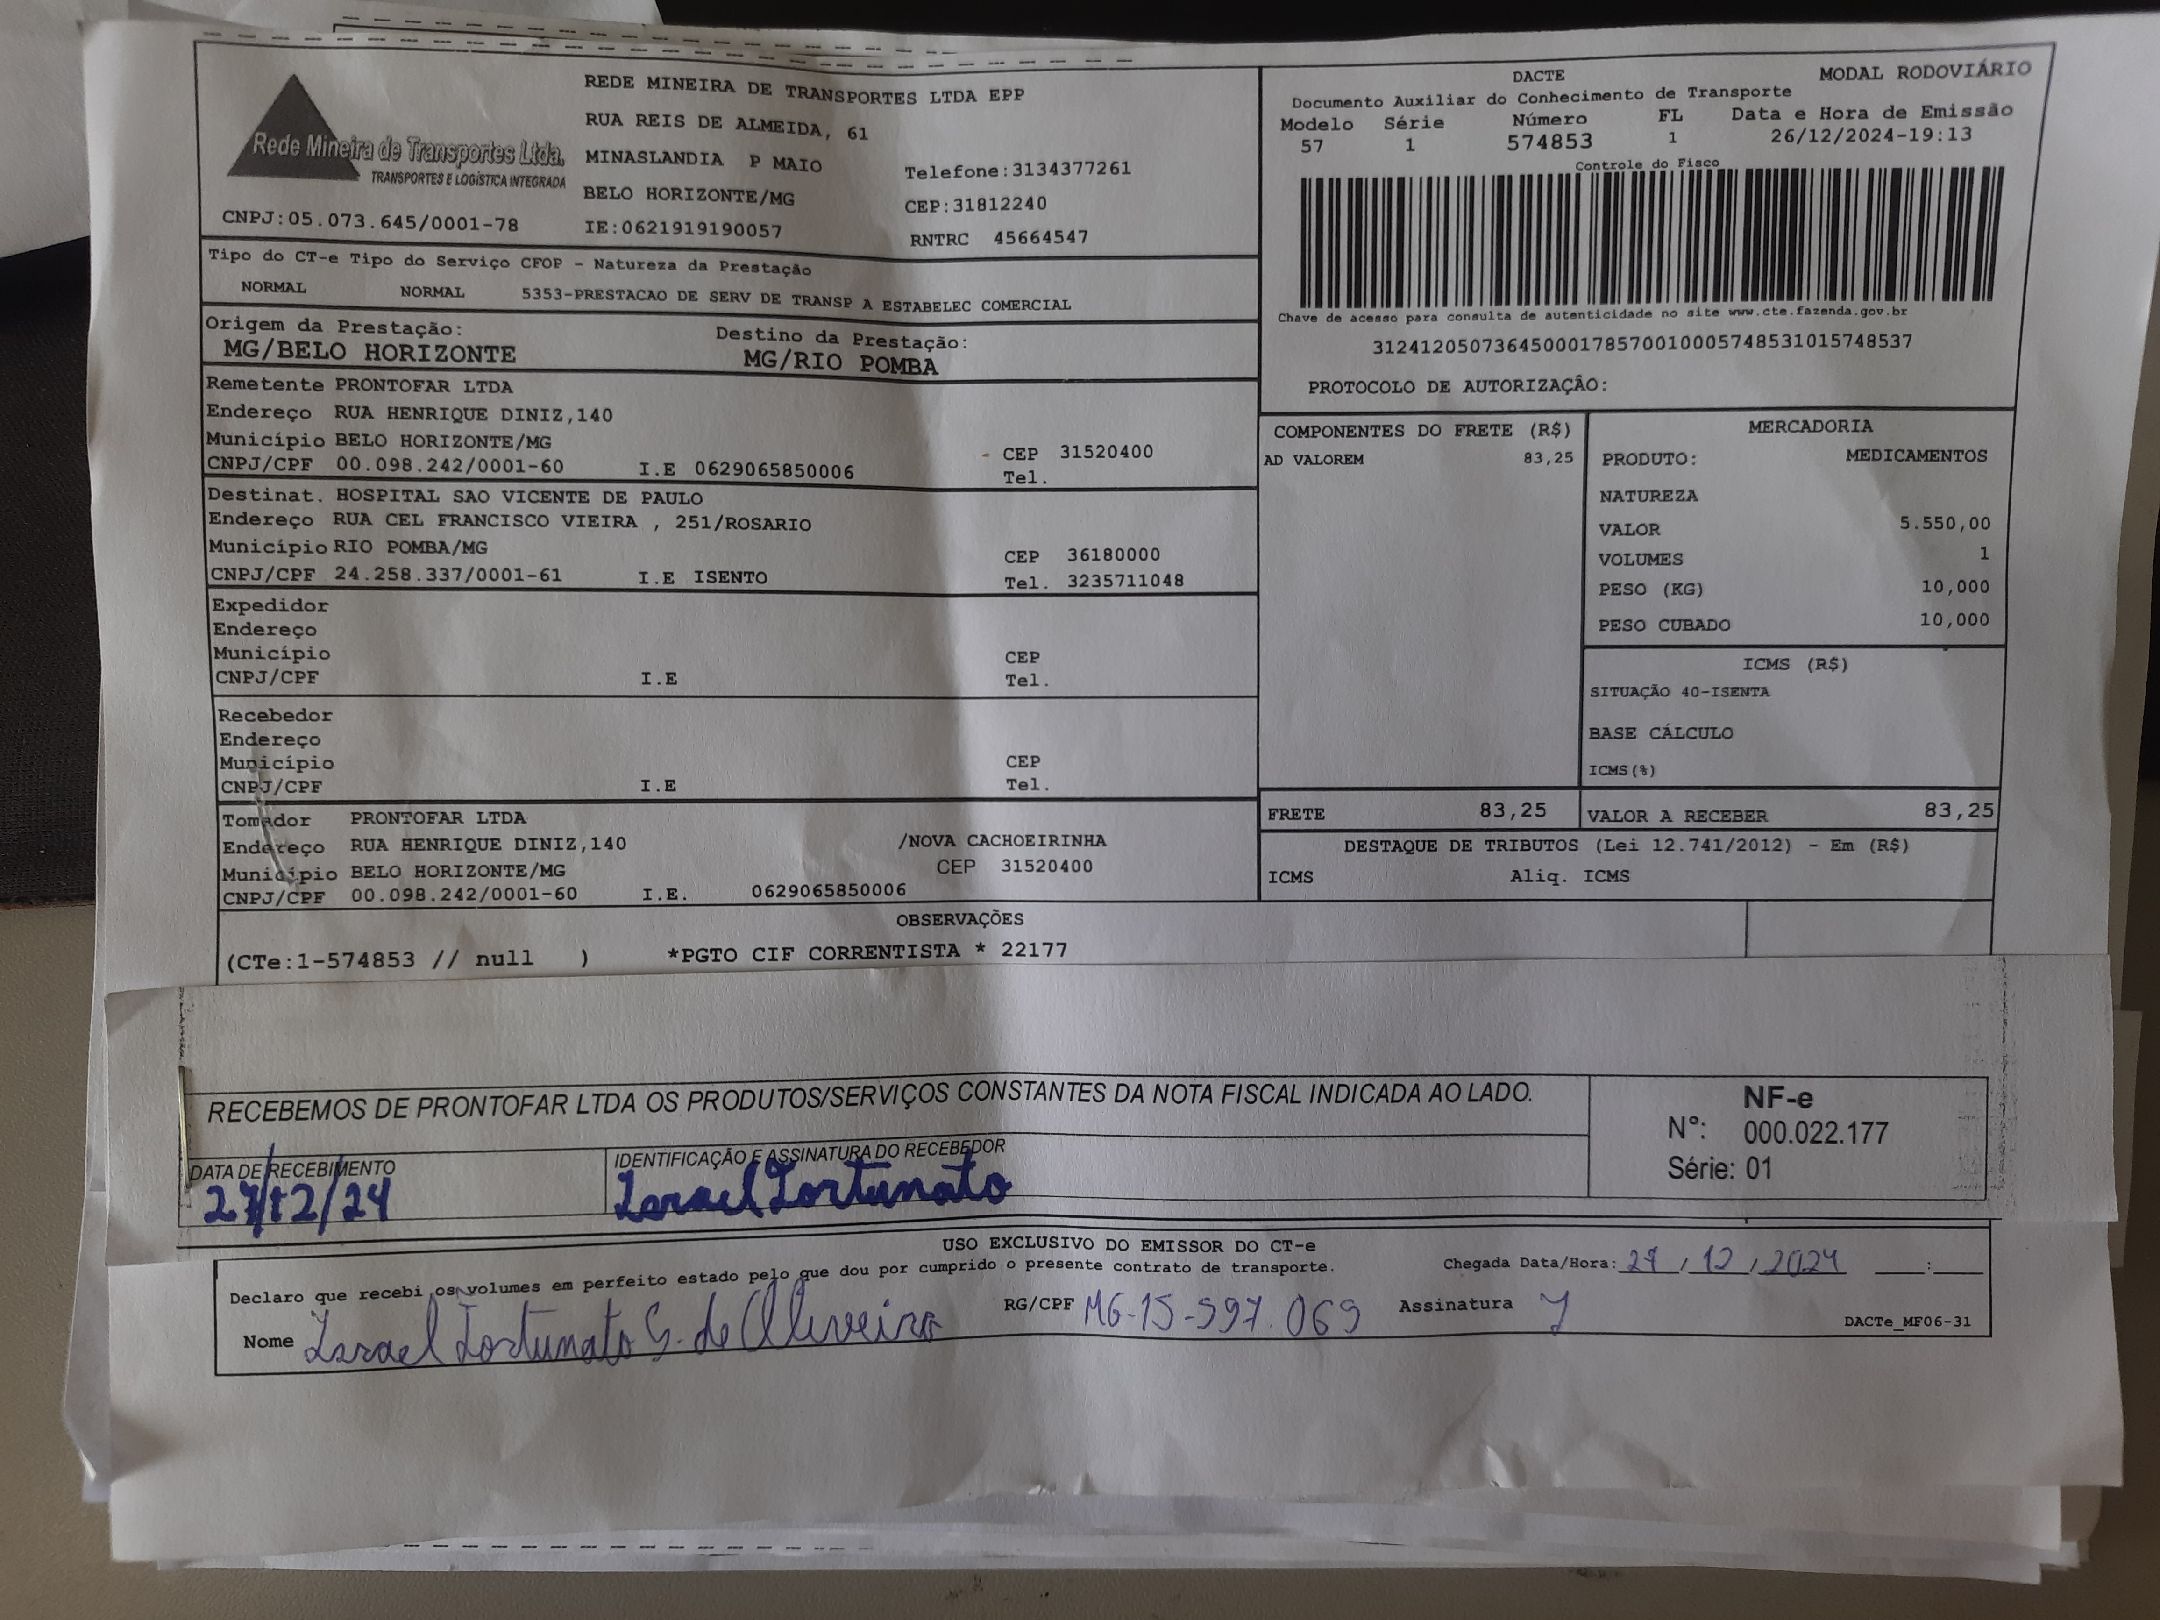 Rede Mineira de Transportes Ltda.
TRANSPORTES E LOGÍSTICA INTEGRADA
CNPJ:05.073.645/0001-78
REDE MINEIRA DE TRANSPORTES LTDA EPP
RUA REIS DE ALMEIDA, 61
MINASLANDIA P MAIO
BELO HORIZONTE/MG
IE:0621919190057
Telefone:3134377261
CEP:31812240
RNTRC 45664547
DACTE
MODAL RODOVIÁRIO
Documento Auxiliar do Conhecimento de Transporte
Modelo Série Número FL Data e Hora de Emissão
57 1 574853 1 26/12/2024-19:13
Controle do Fisco
Chave de acesso para consulta de autenticidade no site www.cte.fazenda.gov.br
31241205073645000178570010005748531015748537
PROTOCOLO DE AUTORIZAÇÂO:
Tipo do CT-e Tipo do Serviço CFOP - Natureza da Prestação
NORMAL NORMAL 5353-PRESTACAO DE SERV DE TRANSP A ESTABELEC COMERCIAL
Origem da Prestação: Destino da Prestação:
MG/BELO HORIZONTE MG/RIO POMBA
Remetente PRONTOFAR LTDA
Endereço RUA HENRIQUE DINIZ,140
Município BELO HORIZONTE/MG CEP 31520400
CNPJ/CPF 00.098.242/0001-60 I.E 0629065850006 Tel.
Destinat. HOSPITAL SAO VICENTE DE PAULO
Endereço RUA CEL FRANCISCO VIEIRA , 251/ROSARIO
Município RIO POMBA/MG CEP 36180000
CNPJ/CPF 24.258.337/0001-61 I.E ISENTO Tel. 3235711048
Expedidor
Endereço
Município CEP
CNPJ/CPF I.E Tel.
Recebedor
Endereço
Município CEP
CNPJ/CPF I.E Tel.
Tomador PRONTOFAR LTDA
Endereço RUA HENRIQUE DINIZ,140 /NOVA CACHOEIRINHA
Município BELO HORIZONTE/MG CEP 31520400
CNPJ/CPF 00.098.242/0001-60 I.E. 0629065850006
COMPONENTES DO FRETE (R$)
AD VALOREM 83,25
MERCADORIA
PRODUTO: MEDICAMENTOS
NATUREZA
VALOR 5.550,00
VOLUMES 1
PESO (KG) 10,000
PESO CUBADO 10,000
ICMS (R$)
SITUAÇÃO 40-ISENTA
BASE CÁLCULO
ICMS(%)
FRETE 83,25 VALOR A RECEBER 83,25
DESTAQUE DE TRIBUTOS (Lei 12.741/2012) - Em (R$)
ICMS Aliq. ICMS
OBSERVAÇÕES
(CTe:1-574853 // null ) *PGTO CIF CORRENTISTA * 22177
RECEBEMOS DE PRONTOFAR LTDA OS PRODUTOS/SERVIÇOS CONSTANTES DA NOTA FISCAL INDICADA AO LADO.
NF-e
Nº: 000.022.177
Série: 01
DATA DE RECEBIMENTO IDENTIFICAÇÃO E ASSINATURA DO RECEBEDOR
27/12/24 Israel Fortunato
USO EXCLUSIVO DO EMISSOR DO CT-e
Declaro que recebi os volumes em perfeito estado pelo que dou por cumprido o presente contrato de transporte.
Chegada Data/Hora: 27/12/2024 :
Nome Israel Fortunato G. de Oliveira RG/CPF MG-15-597.069 Assinatura
DACTe_MF06-31